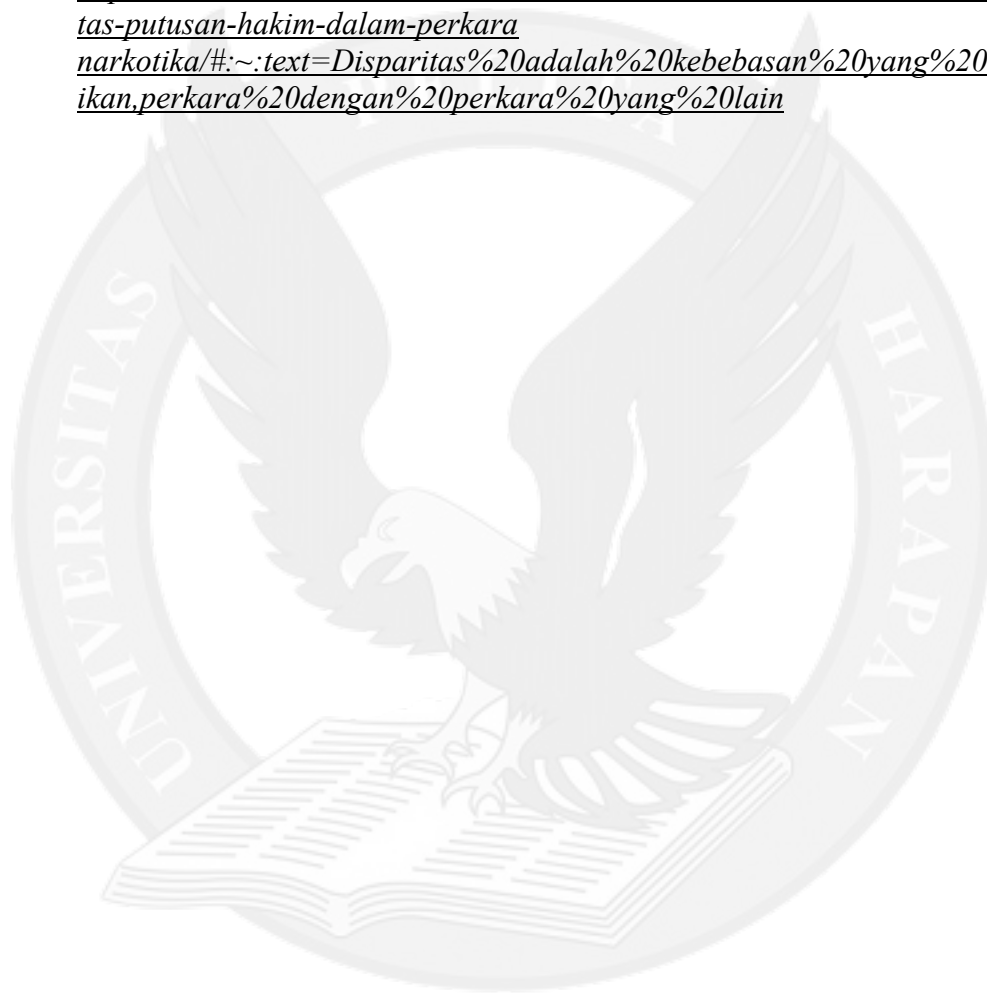 tas-putusan-hakim-dalam-perkara
narkotika/#:~:text=Disparitas%20adalah%20kebebasan%20yang%20
ikan,perkara%20dengan%20perkara%20yang%20lain
UNIVERSITAS
HARAPAN